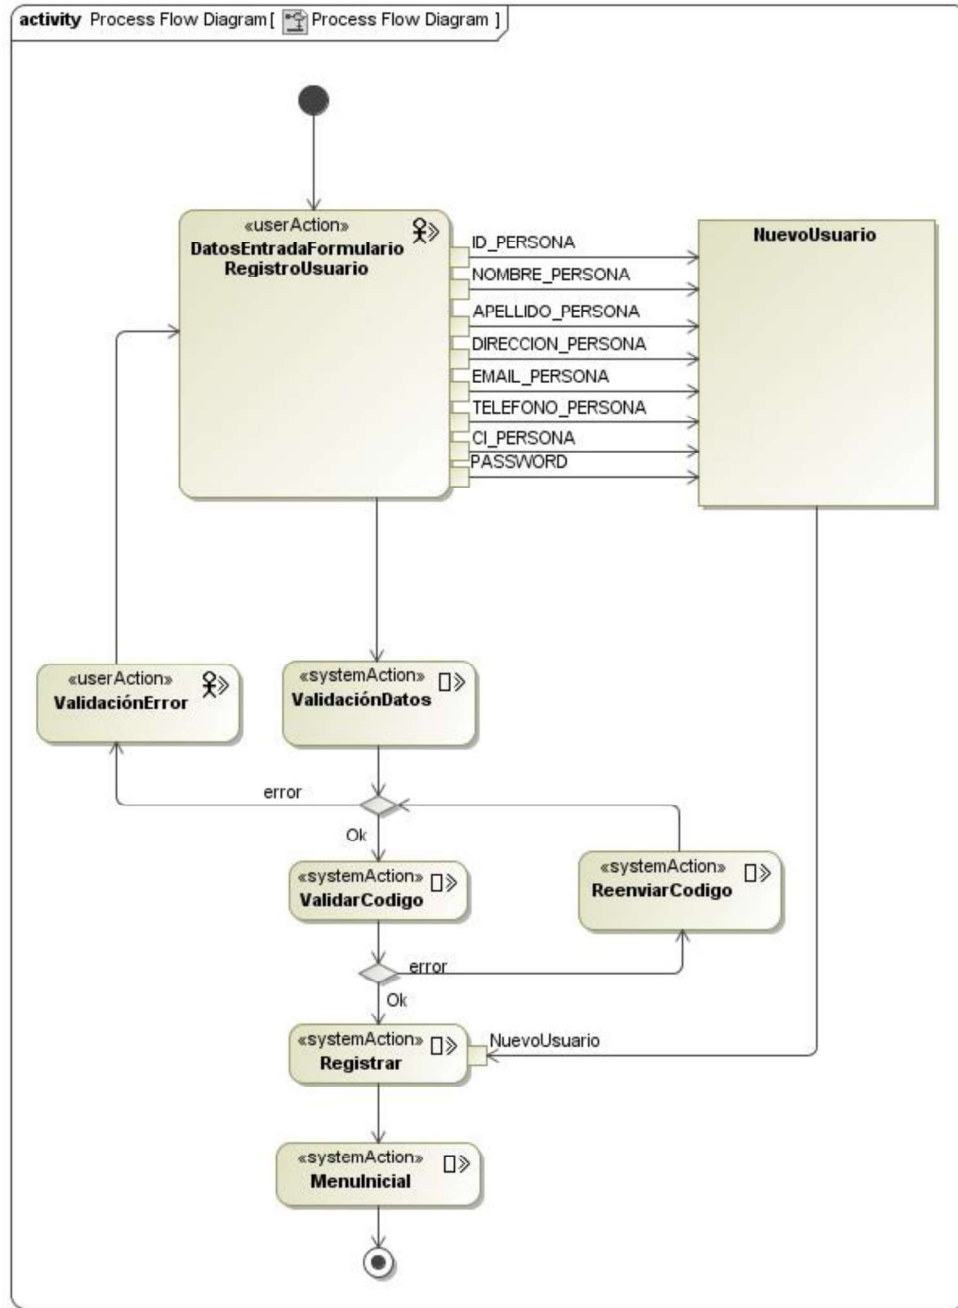 activity Process Flow Diagram [ Process Flow Diagram ]
«userAction»
DatosEntradaFormulario
RegistroUsuario
ID_PERSONA
NOMBRE_PERSONA
APELLIDO_PERSONA
DIRECCION_PERSONA
EMAIL_PERSONA
TELEFONO_PERSONA
CI_PERSONA
PASSWORD
NuevoUsuario
«userAction»
ValidaciónError
«systemAction»
ValidaciónDatos
error
Ok
«systemAction»
ValidarCodigo
«systemAction»
ReenviarCodigo
error
Ok
«systemAction»
Registrar
NuevoUsuario
«systemAction»
MenuInicial